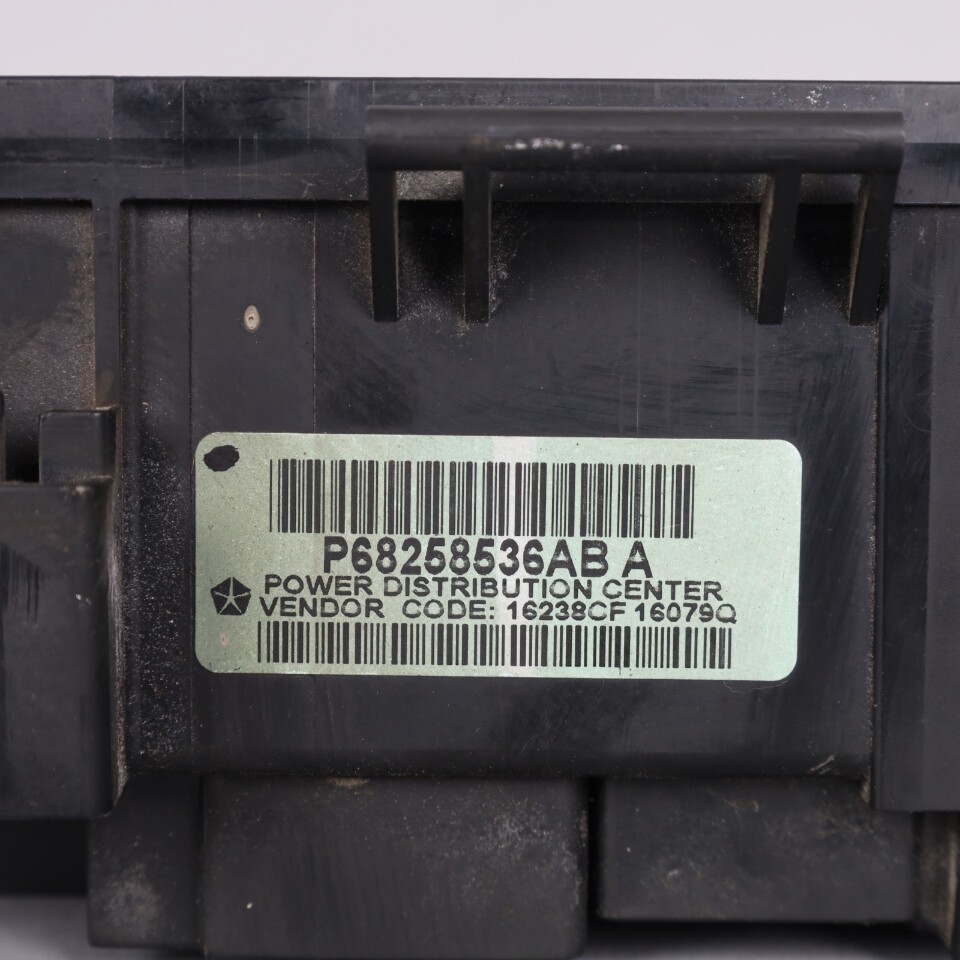 P68258536AB A
POWER DISTRIBUTION CENTER
VENDOR CODE: 16238CF 16079Q